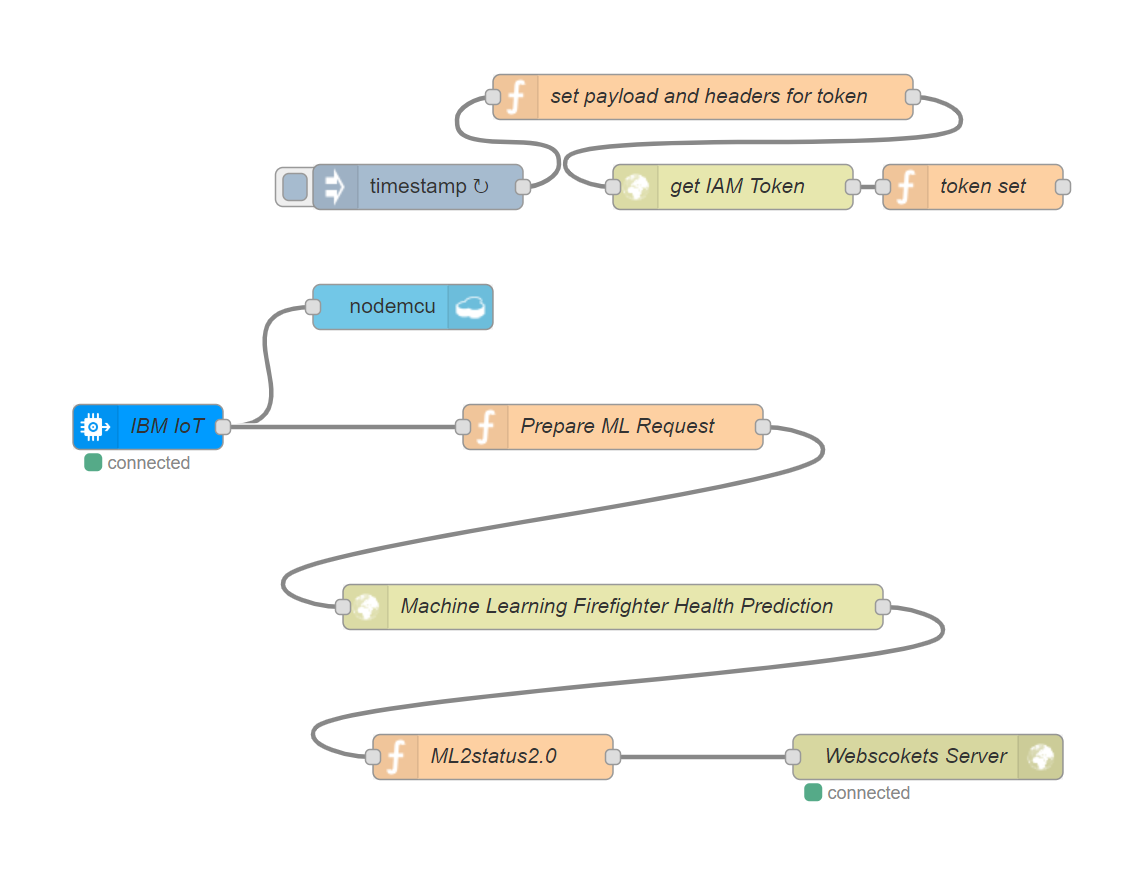 set payload and headers for token
timestamp ↻
get IAM Token
token set
nodemcu
IBM IoT
connected
Prepare ML Request
Machine Learning Firefighter Health Prediction
ML2status2.0
Webscokets Server
connected